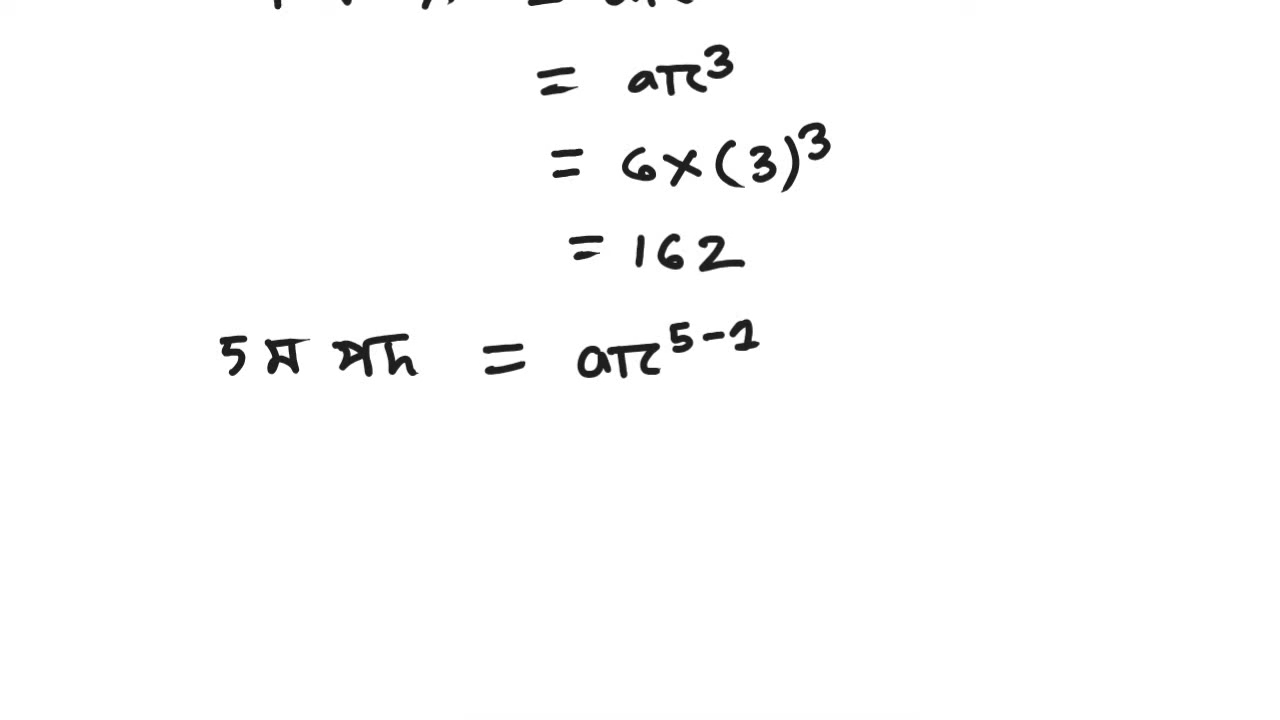 = ar³
= 6×(3)³
= 162
5ম পদ = ar⁵⁻¹